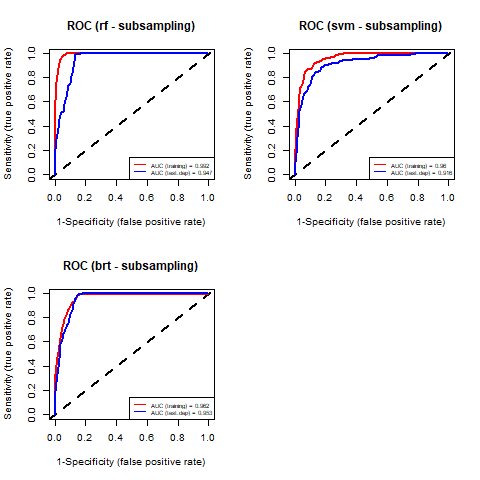 ROC (rf - subsampling)
Sensitivity (true positive rate)
1.0
0.8
0.6
0.4
0.2
0.0
AUC (training) = 0.992
AUC (test.dep) = 0.947
0.0 0.2 0.4 0.6 0.8 1.0
1-Specificity (false positive rate)
ROC (svm - subsampling)
Sensitivity (true positive rate)
1.0
0.8
0.6
0.4
0.2
0.0
AUC (training) = 0.96
AUC (test.dep) = 0.916
0.0 0.2 0.4 0.6 0.8 1.0
1-Specificity (false positive rate)
ROC (brt - subsampling)
Sensitivity (true positive rate)
1.0
0.8
0.6
0.4
0.2
0.0
AUC (training) = 0.962
AUC (test.dep) = 0.953
0.0 0.2 0.4 0.6 0.8 1.0
1-Specificity (false positive rate)